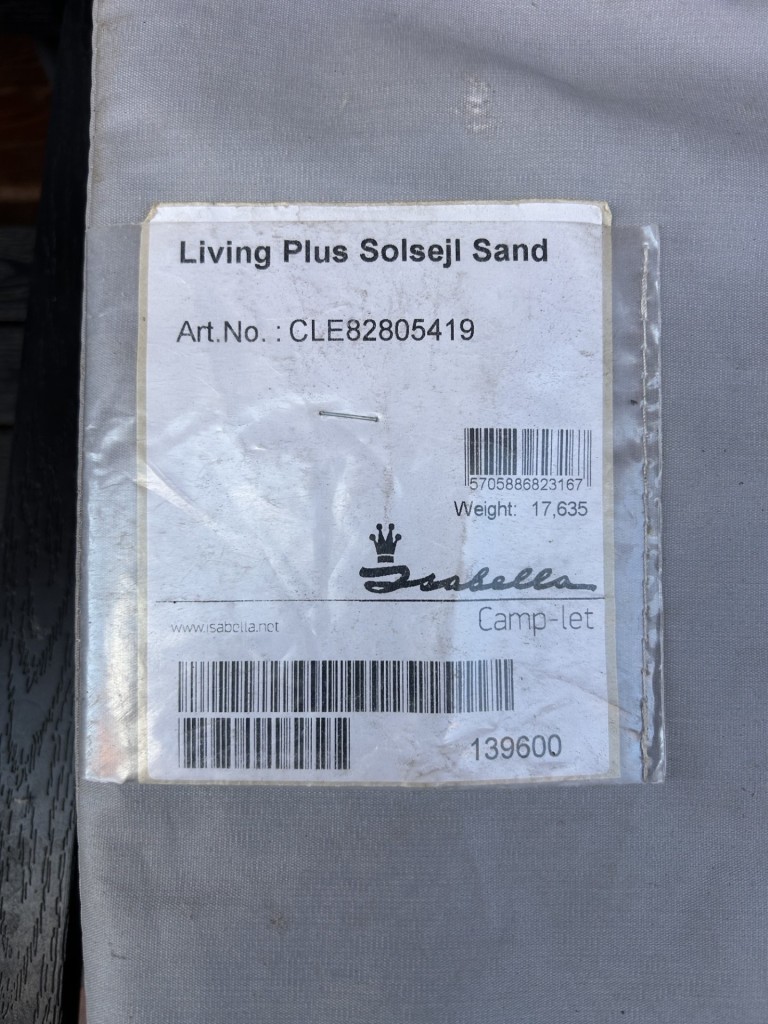 Living Plus Solsejl Sand
Art.No. : CLE82805419
5705886823167
Weight: 17,635
Isabella
www.isabella.net
Camp-let
139600